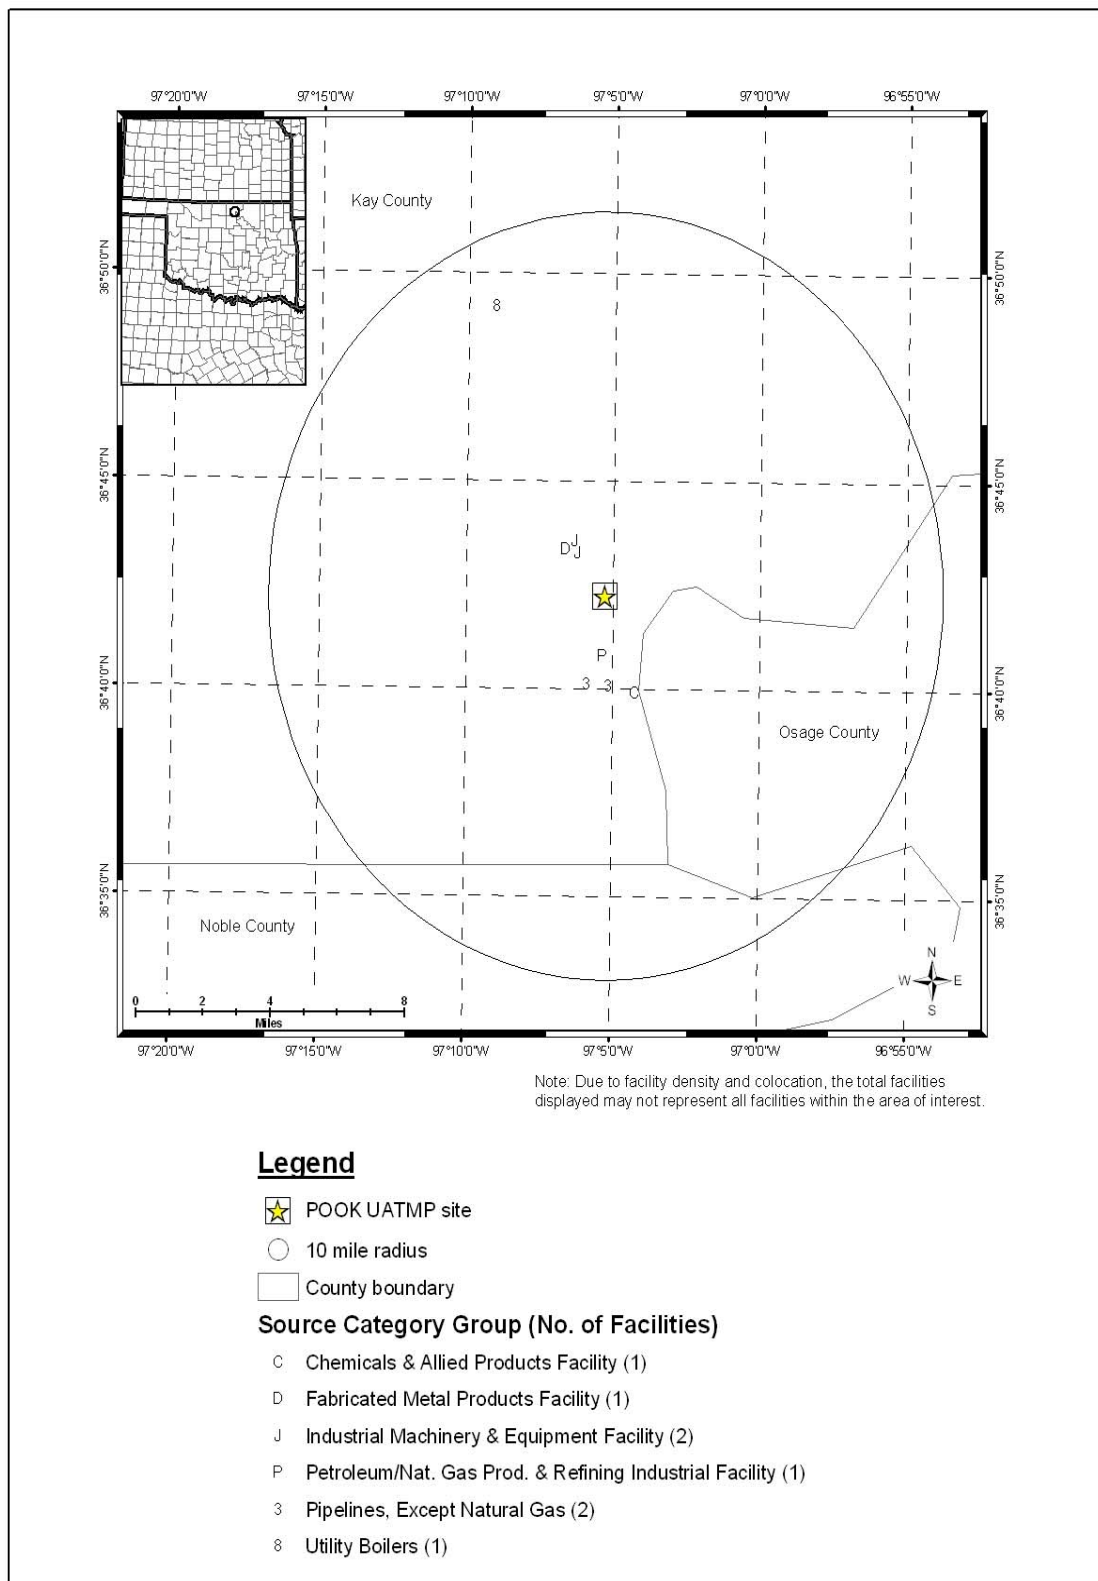 97°20'0"W 97°15'0"W 97°10'0"W 97°5'0"W 97°0'0"W 96°55'0"W
Kay County
36°50'0"N 36°50'0"N
8
36°45'0"N 36°45'0"N
J
D J
P
36°40'0"N 3 3 C 36°40'0"N
Osage County
36°35'0"N 36°35'0"N
Noble County
N
W E
S
0 2 4 8
Miles
97°20'0"W 97°15'0"W 97°10'0"W 97°5'0"W 97°0'0"W 96°55'0"W
Note: Due to facility density and colocation, the total facilities
displayed may not represent all facilities within the area of interest.
Legend
POOK UATMP site
10 mile radius
County boundary
Source Category Group (No. of Facilities)
C Chemicals & Allied Products Facility (1)
D Fabricated Metal Products Facility (1)
J Industrial Machinery & Equipment Facility (2)
P Petroleum/Nat. Gas Prod. & Refining Industrial Facility (1)
3 Pipelines, Except Natural Gas (2)
8 Utility Boilers (1)